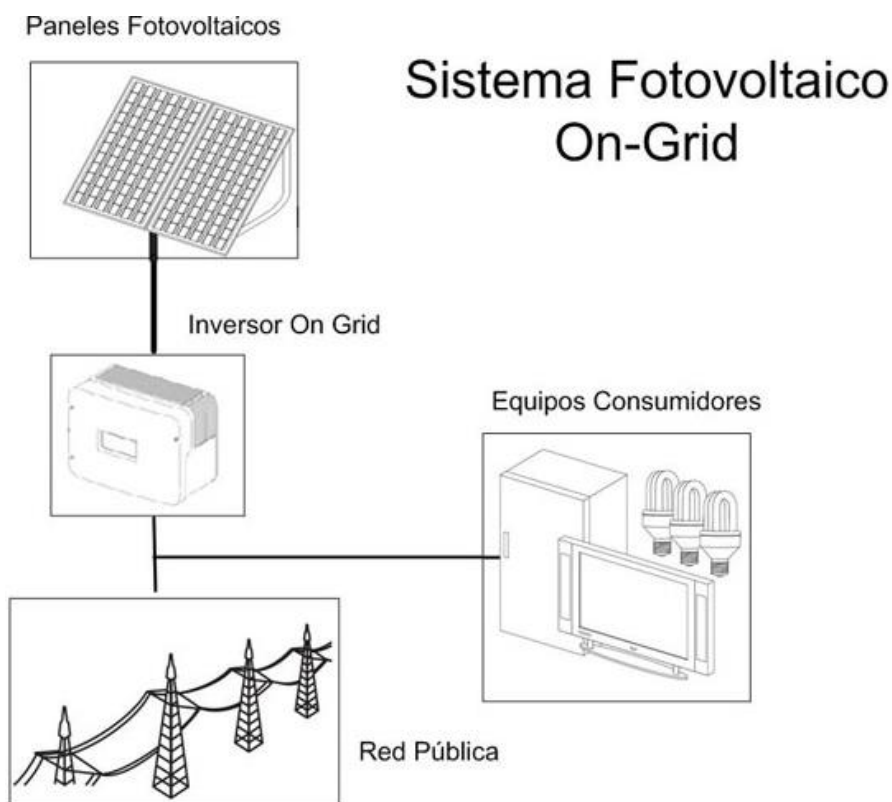 Paneles Fotovoltaicos
Sistema Fotovoltaico
On-Grid
Inversor On Grid
Equipos Consumidores
Red Pública